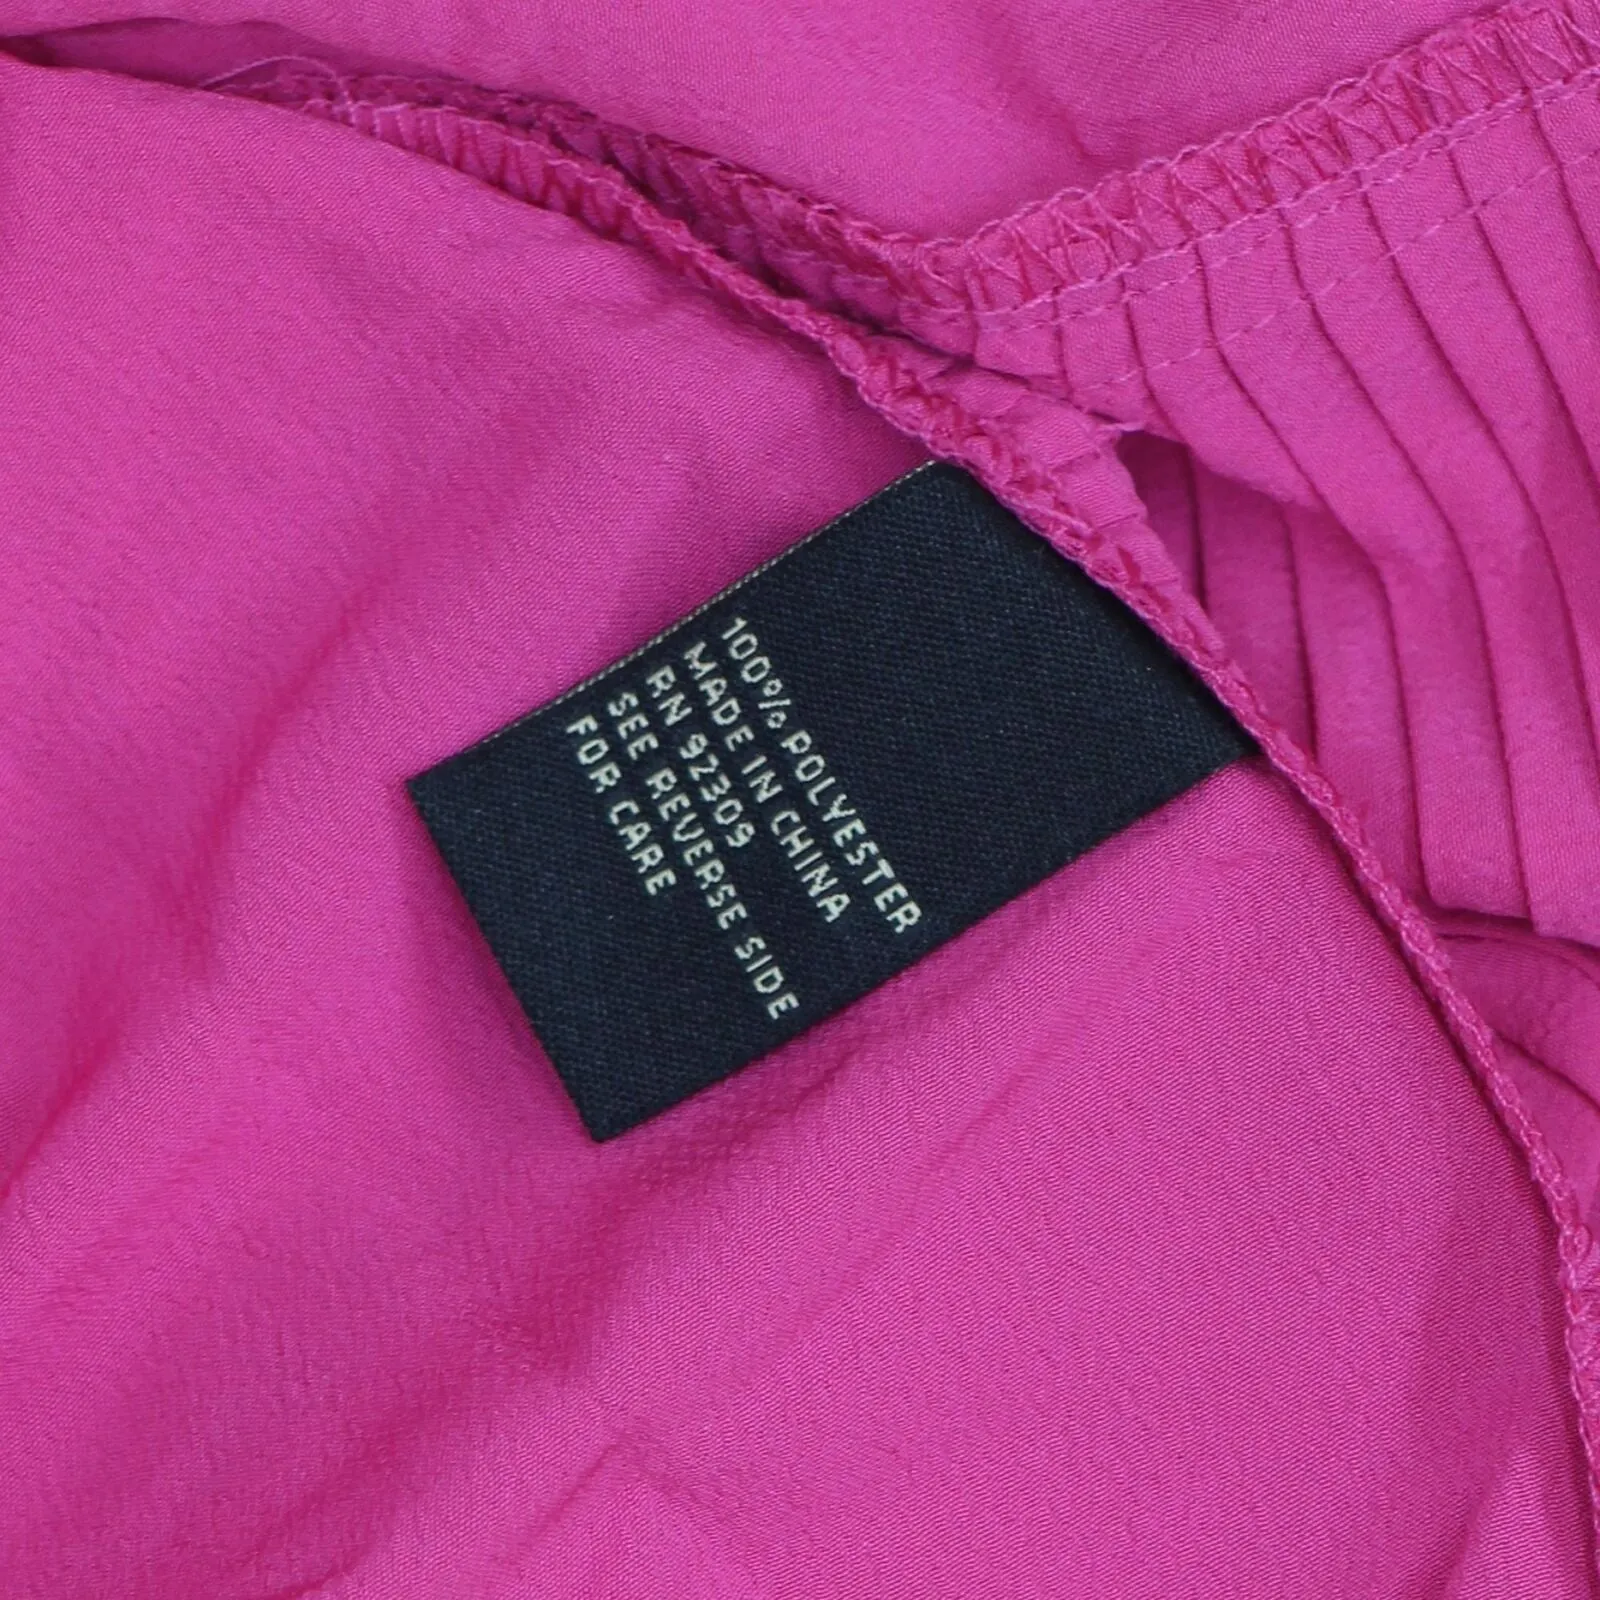 100% POLYESTER
MADE IN CHINA
RN 92309
SEE REVERSE SIDE
FOR CARE